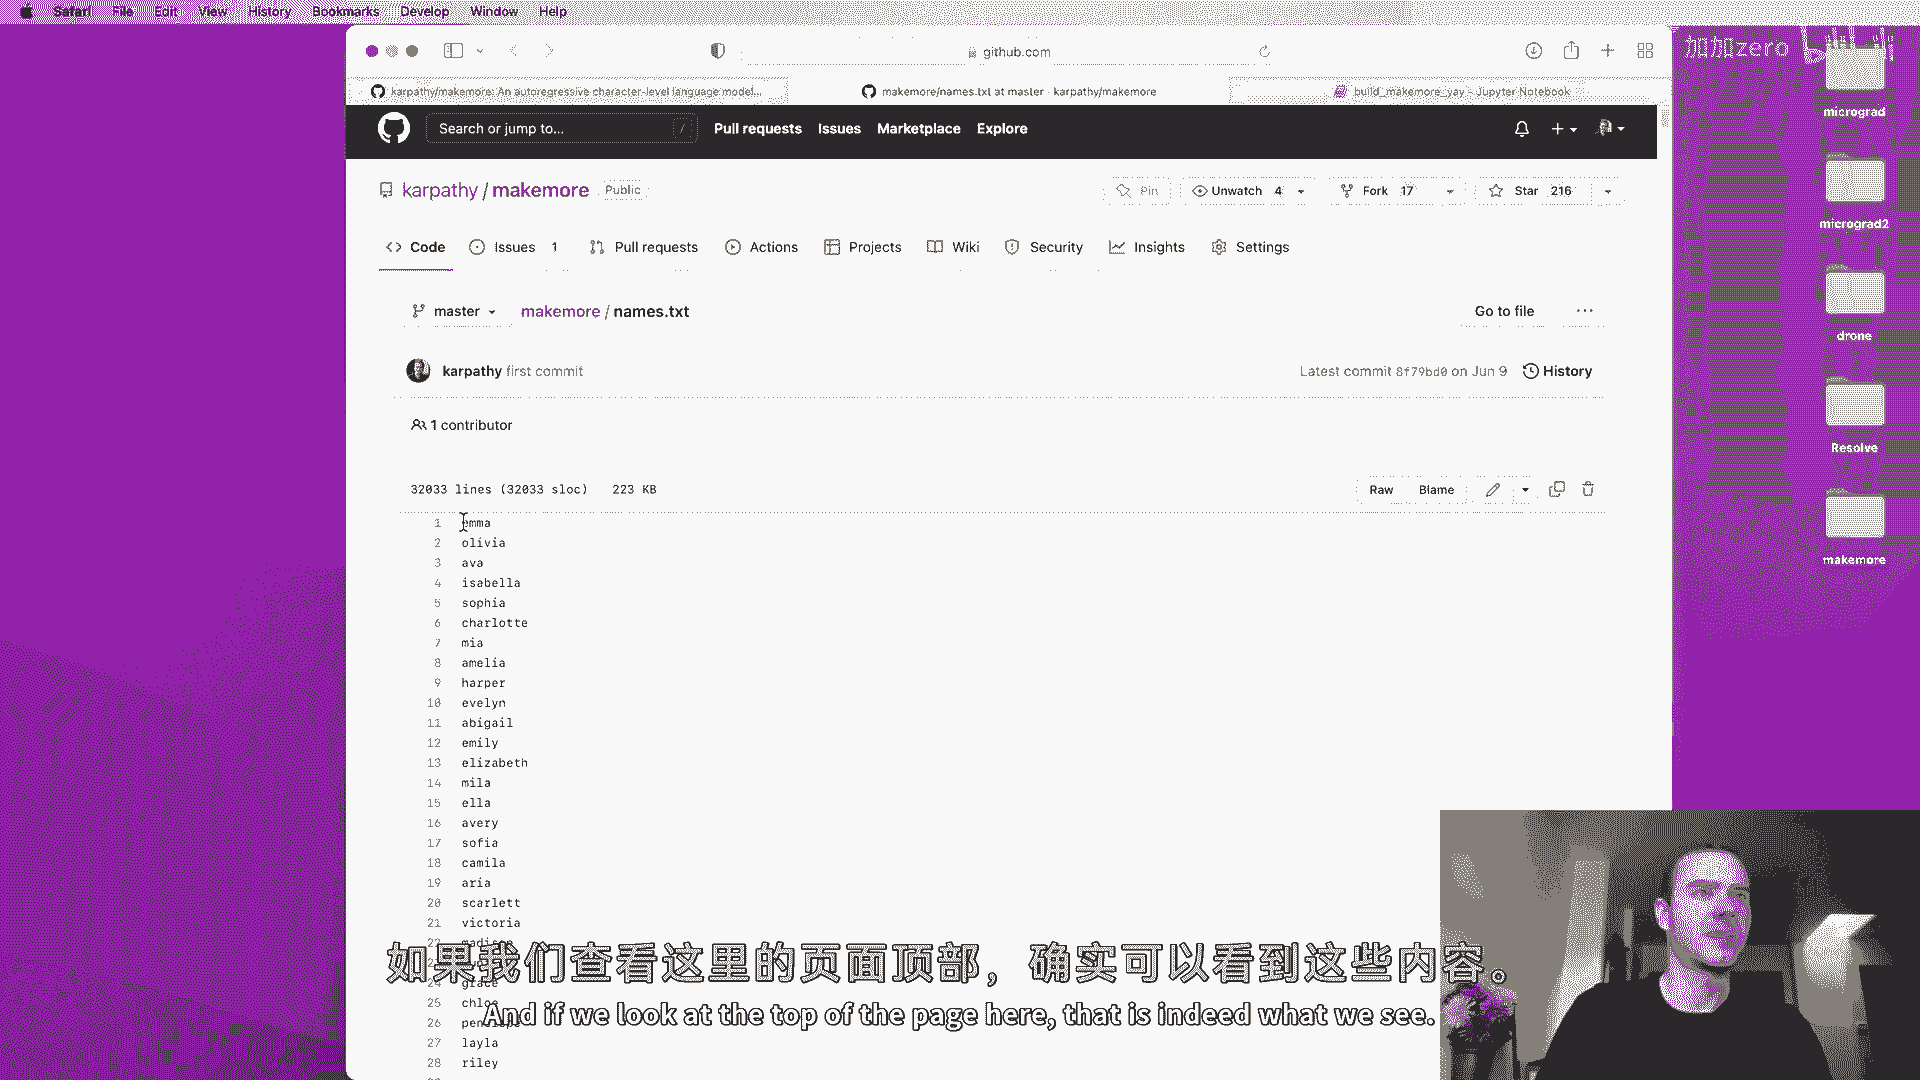 Safari File Edit View History Bookmarks Develop Window Help
github.com
加加zero
karpathy/makemore: An autoregressive character-level language model...
makemore/names.txt at master · karpathy/makemore
build_makemore_yay - Jupyter Notebook
Search or jump to... / Pull requests Issues Marketplace Explore
karpathy / makemore Public
Pin Unwatch 4 Fork 17 Star 216
Code Issues 1 Pull requests Actions Projects Wiki Security Insights Settings
master makemore / names.txt Go to file ...
karpathy first commit Latest commit 8f79bd0 on Jun 9 History
1 contributor
32033 lines (32033 sloc) 223 KB Raw Blame
1 emma
2 olivia
3 ava
4 isabella
5 sophia
6 charlotte
7 mia
8 amelia
9 harper
10 evelyn
11 abigail
12 emily
13 elizabeth
14 mila
15 ella
16 avery
17 sofia
18 camila
19 aria
20 scarlett
21 victoria
22 madison
24 grace
25 chloe
26 penelope
27 layla
28 riley
如果我们查看这里的页面顶部，确实可以看到这些内容。
And if we look at the top of the page here, that is indeed what we see.
micrograd
micrograd2
drone
Resolve
makemore